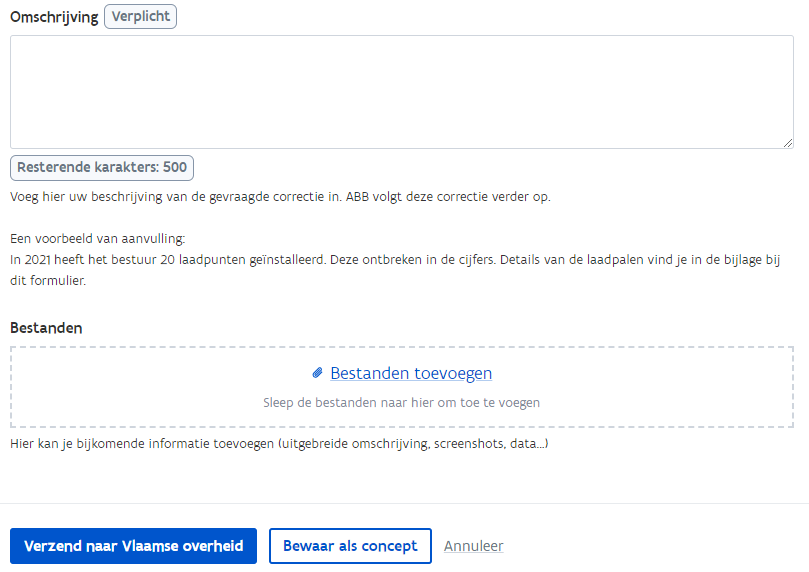 Omschrijving Verplicht
Resterende karakters: 500
Voeg hier uw beschrijving van de gevraagde correctie in. ABB volgt deze correctie verder op.
Een voorbeeld van aanvulling:
In 2021 heeft het bestuur 20 laadpunten geïnstalleerd. Deze ontbreken in de cijfers. Details van de laadpalen vind je in de bijlage bij
dit formulier.
Bestanden
Bestanden toevoegen
Sleep de bestanden naar hier om toe te voegen
Hier kan je bijkomende informatie toevoegen (uitgebreide omschrijving, screenshots, data...)
Verzend naar Vlaamse overheid Bewaar als concept Annuleer